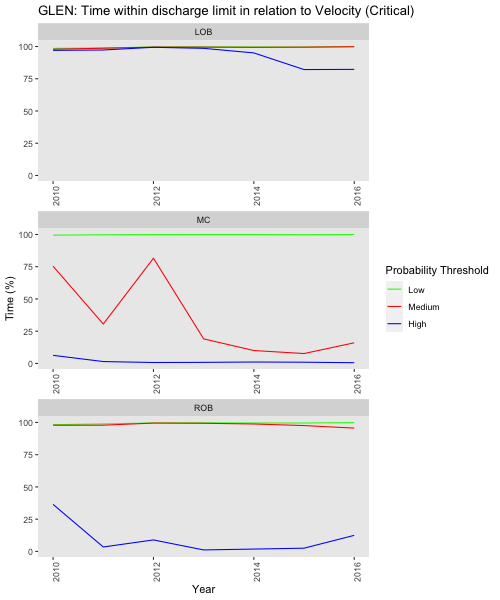 GLEN: Time within discharge limit in relation to Velocity (Critical)
LOB
100
75
50
25
0
2010
2012
2014
2016
MC
100
75
50
25
0
2010
2012
2014
2016
ROB
100
75
50
25
0
2010
2012
2014
2016
Time (%)
Year
Probability Threshold
Low
Medium
High